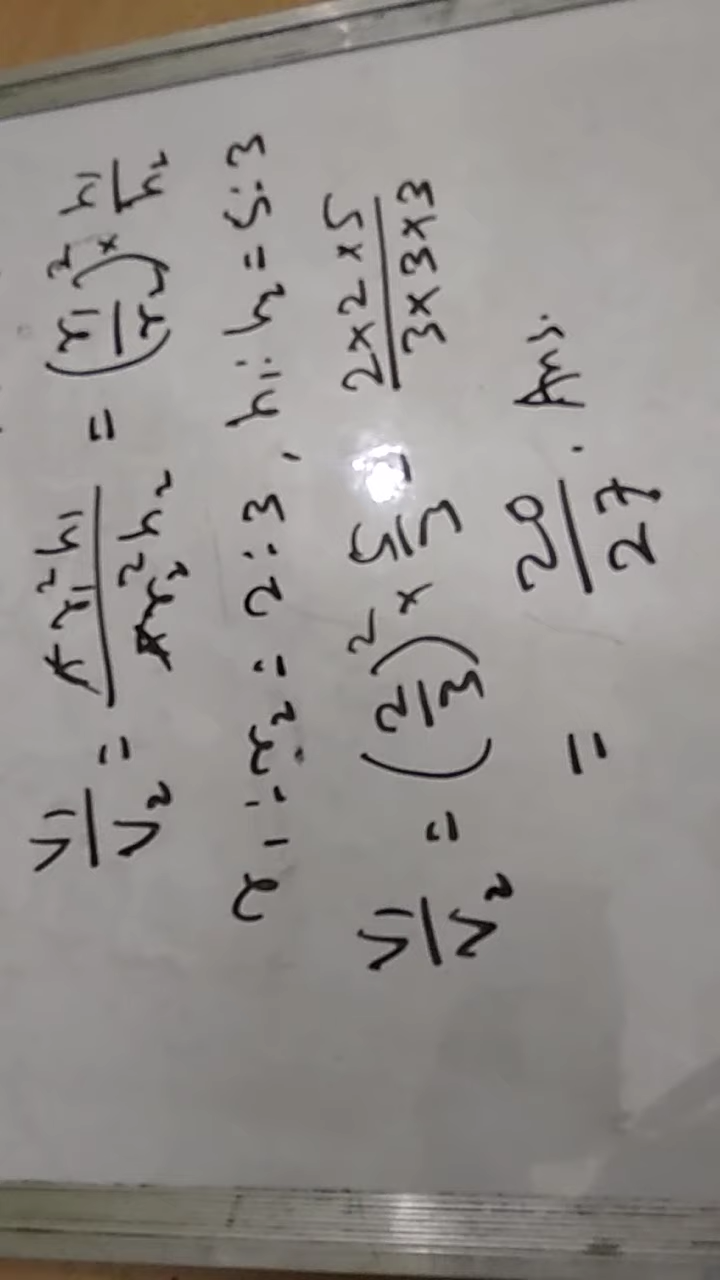 V1/V2 = πr1²h1/πr2²h2 = (r1/r2)² × h1/h2
r1 : r2 = 2 : 3 , h1 : h2 = 5 : 3
V1/V2 = (2/3)² × 5/3 = 2×2×5/3×3×3
= 20/27 . Ans.